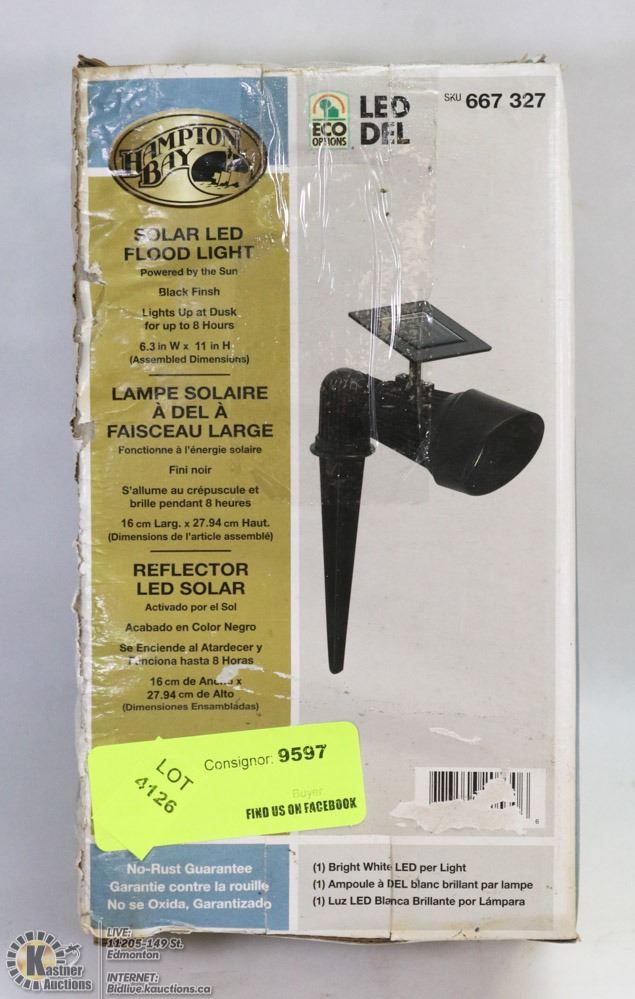 HAMPTON
BAY
ECO
OPTIONS
LED
DEL
SKU 667 327
SOLAR LED
FLOOD LIGHT
Powered by the Sun
Black Finsh
Lights Up at Dusk
for up to 8 Hours
6.3 in W x 11 in H
(Assembled Dimensions)
LAMPE SOLAIRE
À DEL À
FAISCEAU LARGE
Fonctionne à l'énergie solaire
Fini noir
S'allume au crépuscule et
brille pendant 8 heures
16 cm Larg. x 27.94 cm Haut.
(Dimensions de l'article assemblé)
REFLECTOR
LED SOLAR
Activado por el Sol
Acabado en Color Negro
Se Enciende al Atardecer y
Funciona hasta 8 Horas
16 cm de Ancho x
27.94 cm de Alto
(Dimensiones Ensambladas)
LOT
4126
Consignor: 9597
Buyer
FIND US ON FACEBOOK
6
No-Rust Guarantee
Garantie contre la rouille
No se Oxida, Garantizado
(1) Bright White LED per Light
(1) Ampoule à DEL blanc brillant par lampe
(1) Luz LED Blanca Brillante por Lámpara
Kastner
Auctions
LIVE:
11205-149 St.
Edmonton
INTERNET:
Bidlive.kauctions.ca